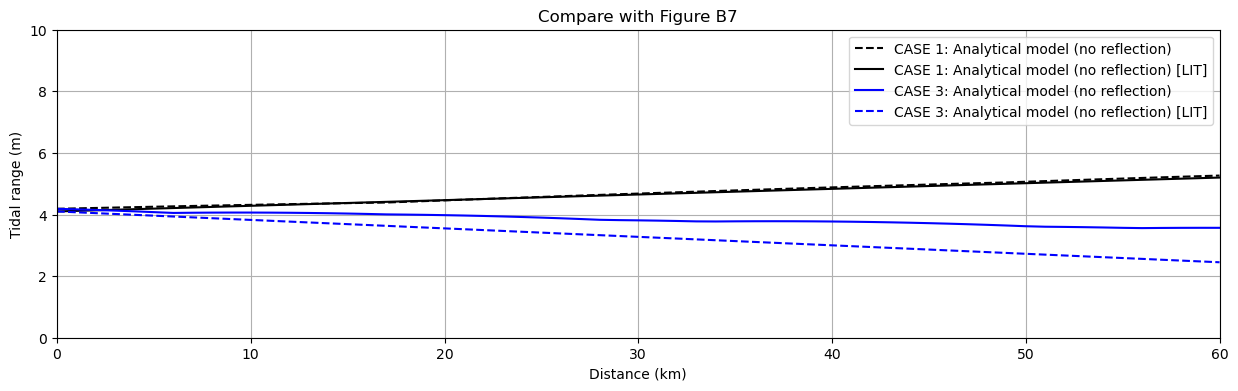 Compare with Figure B7
10
8
6
4
2
0
Tidal range (m)
CASE 1: Analytical model (no reflection)
CASE 1: Analytical model (no reflection) [LIT]
CASE 3: Analytical model (no reflection)
CASE 3: Analytical model (no reflection) [LIT]
0 10 20 30 40 50 60
Distance (km)